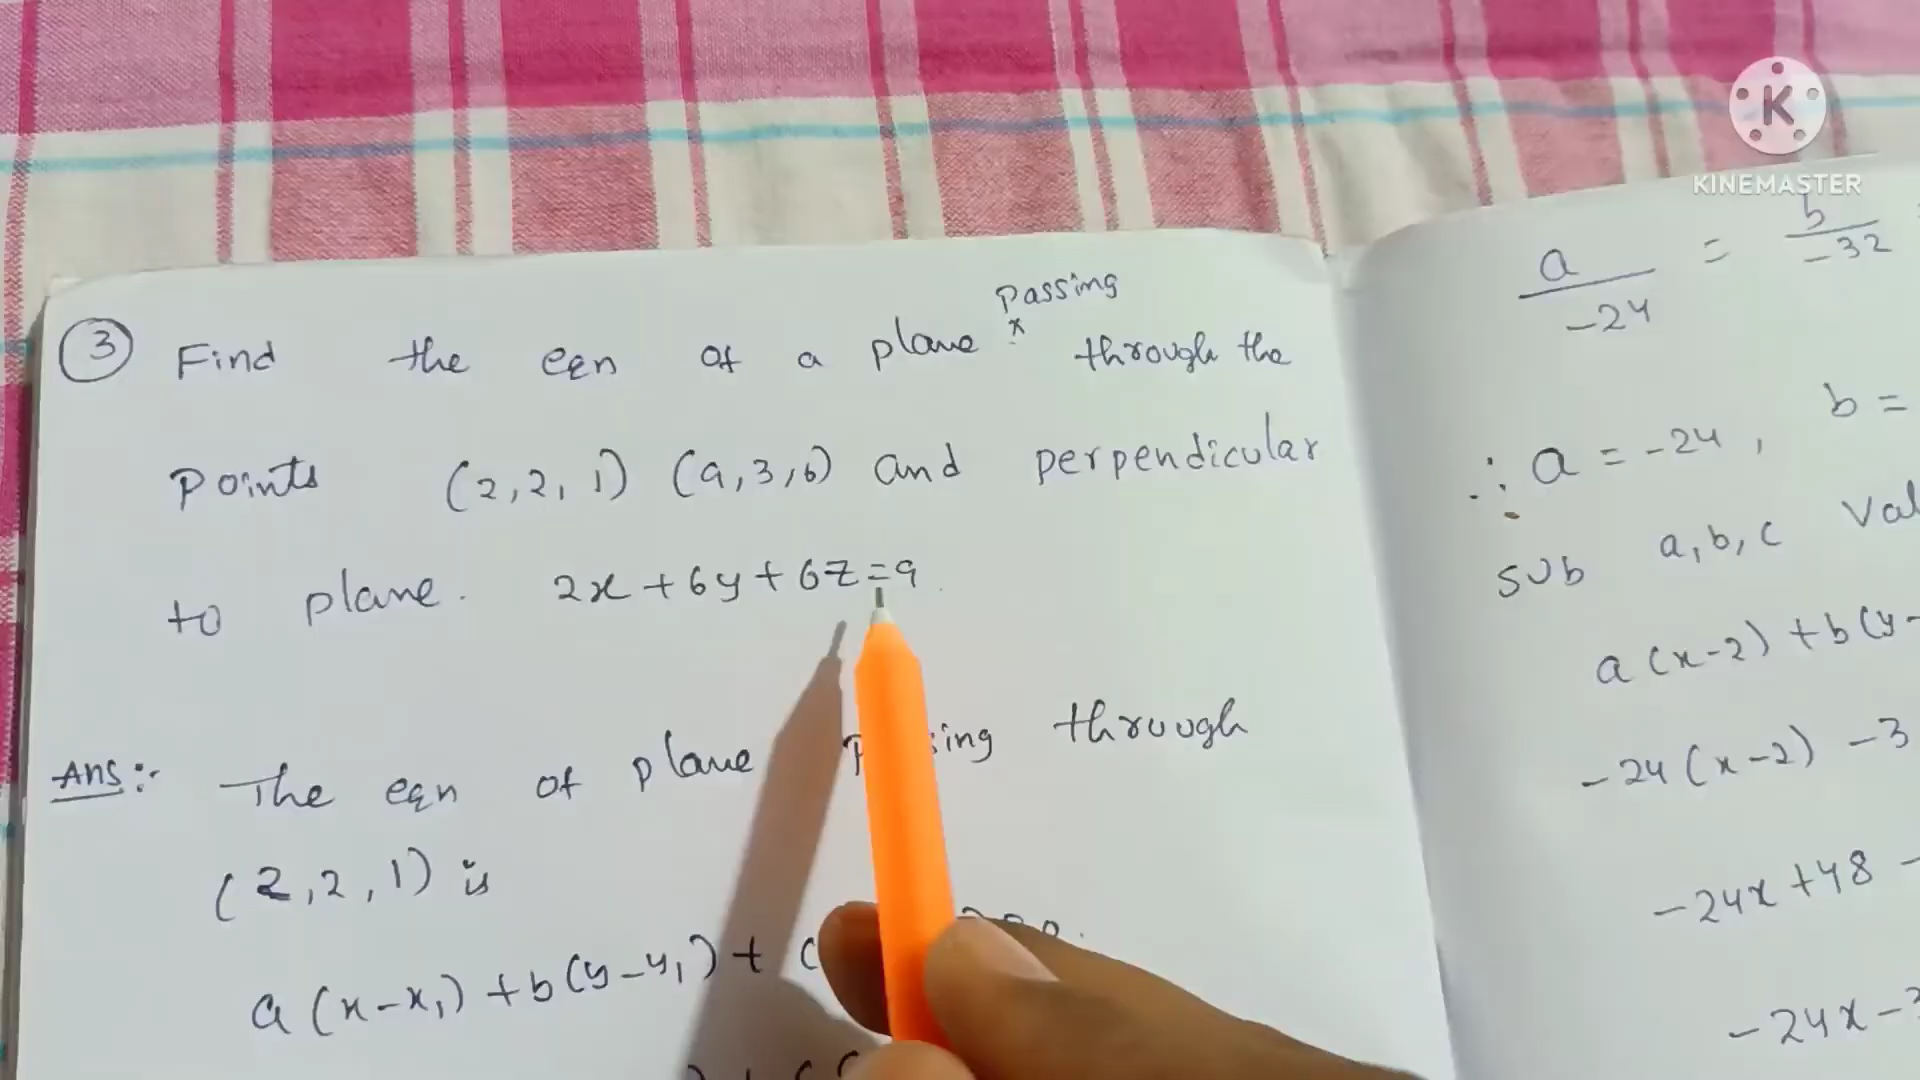 KINEMASTER
passing
③ Find the eqn of a plane x through the
points (2,2,1) (9,3,6) and perpendicular
to plane. 2x+6y+6z=9
Ans:- The eqn of plane through
(2,2,1) is
a(x-x₁)+b(y-y₁)+c
a/-24 = b/-32
∴ a = -24, b =
sub a,b,c val
a(x-2)+b(y-
-24(x-2) -3
-24x+48 -
-24x-3